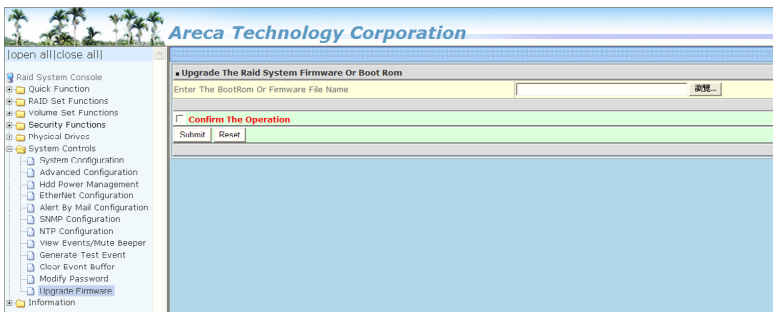 Areca Technology Corporation
|open all|close all|
Raid System Console
Quick Function
RAID Set Functions
Volume Set Functions
Security Functions
Physical Drives
System Controls
System Configuration
Advanced Configuration
Hdd Power Management
EtherNet Configuration
Alert By Mail Configuration
SNMP Configuration
NTP Configuration
View Events/Mute Beeper
Generate Test Event
Clear Event Buffer
Modify Password
Upgrade Firmware
Information
Upgrade The Raid System Firmware Or Boot Rom
Enter The BootRom Or Firmware File Name
瀏覽...
Confirm The Operation
Submit Reset